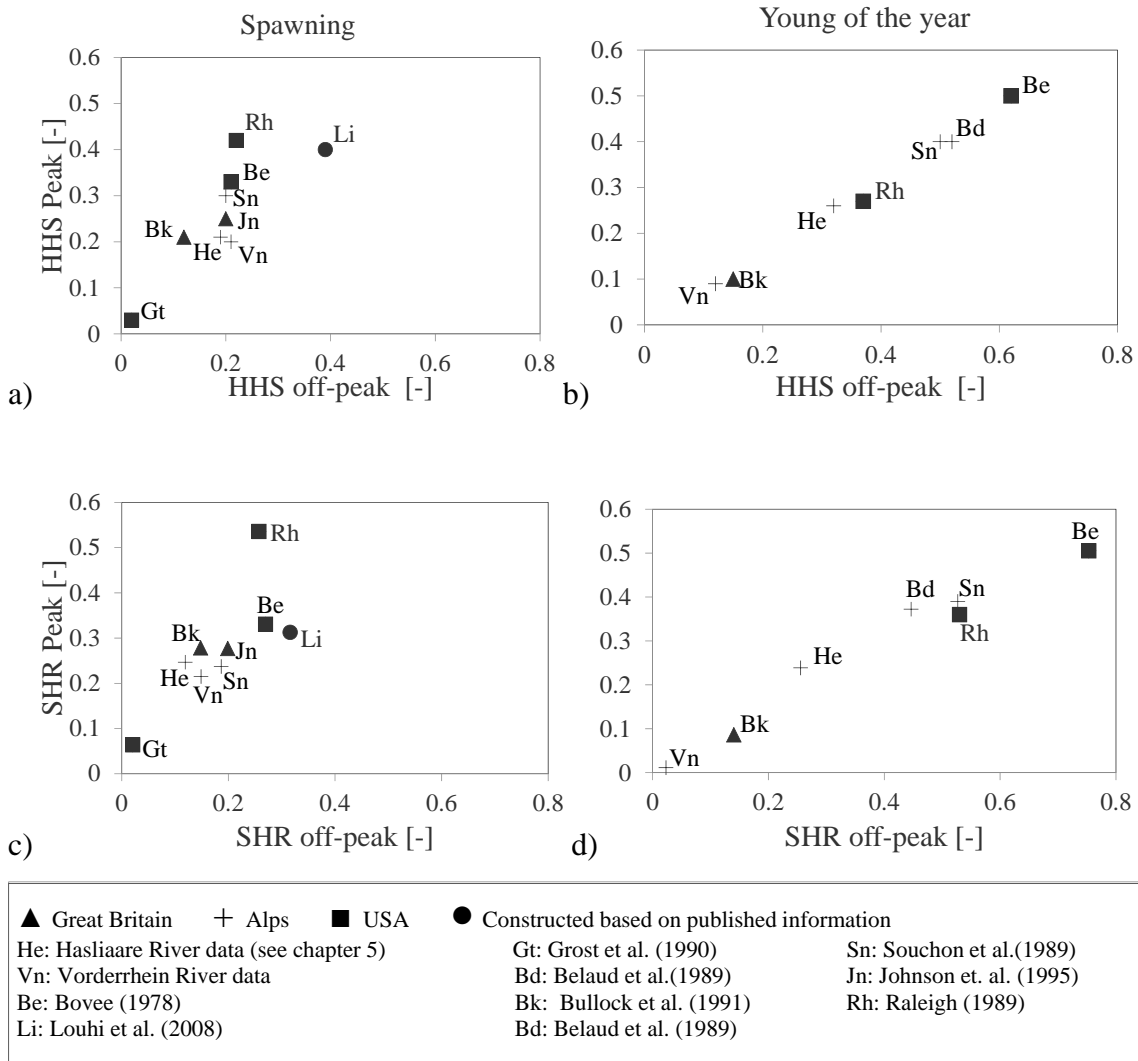 Spawning
0.6
0.5
0.4
0.3
0.2
0.1
0
HHS Peak [-]
Rh
Li
Be
Sn
Bk
Jn
He
Vn
Gt
0
0.2
0.4
0.6
0.8
HHS off-peak [-]
a)
Young of the year
0.6
0.5
0.4
0.3
0.2
0.1
0
Be
Bd
Sn
Rh
He
Vn
Bk
0
0.2
0.4
0.6
0.8
HHS off-peak [-]
b)
0.6
0.5
0.4
0.3
0.2
0.1
0
SHR Peak [-]
Rh
Be
Bk
Li
Jn
He
Sn
Vn
Gt
0
0.2
0.4
0.6
0.8
SHR off-peak [-]
c)
0.6
0.5
0.4
0.3
0.2
0.1
0
Be
Bd
Sn
Rh
He
Bk
Vn
0
0.2
0.4
0.6
0.8
SHR off-peak [-]
d)
Great Britain
Alps
USA
Constructed based on published information
He: Hasliaare River data (see chapter 5)
Vn: Vorderrhein River data
Be: Bovee (1978)
Li: Louhi et al. (2008)
Gt: Grost et al. (1990)
Bd: Belaud et al.(1989)
Bk: Bullock et al. (1991)
Bd: Belaud et al. (1989)
Sn: Souchon et al.(1989)
Jn: Johnson et. al. (1995)
Rh: Raleigh (1989)